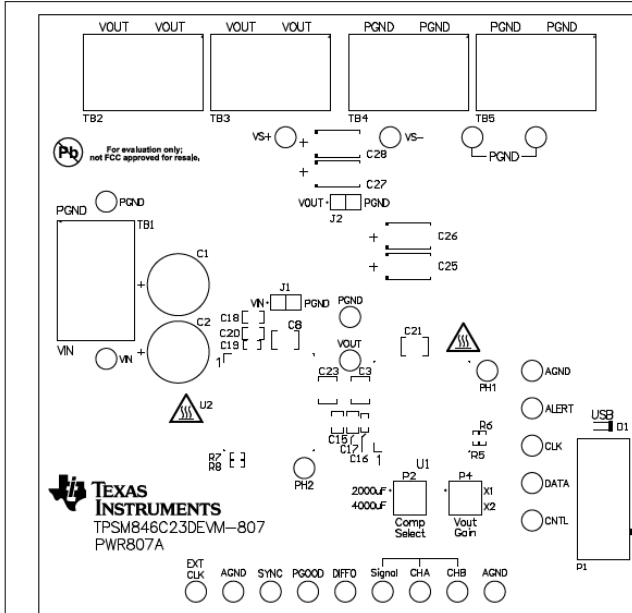 VOUT VOUT VOUT VOUT PGND PGND PGND PGND
TB2 TB3 TB4 TB5
VS+ VS-
PGND
Pb
For evaluation only;
not FCC approved for resale.
+ C28
+ C27
VOUT PGND
J2
PGND
PGND TB1
+ C26
+ C25
C1
+
J1
VIN PGND
PGND
C18
C20
C19
C8
C2
+
VIN
VIN
1
VOUT
C21
C23 C3
PH1
AGND
U2
ALERT
USB
D1
R6
R5
CLK
C15
C17
C16
1
R7
R8
PH2
U1
P2 P4
2000uF
4000uF
X1
X2
Comp
Select
Vout
Gain
DATA
CNTL
P1
TEXAS
INSTRUMENTS
TPSM846C23DEVM-807
PWR807A
EXT
CLK
AGND SYNC PGOOD DIFFO Signal CHA CHB AGND